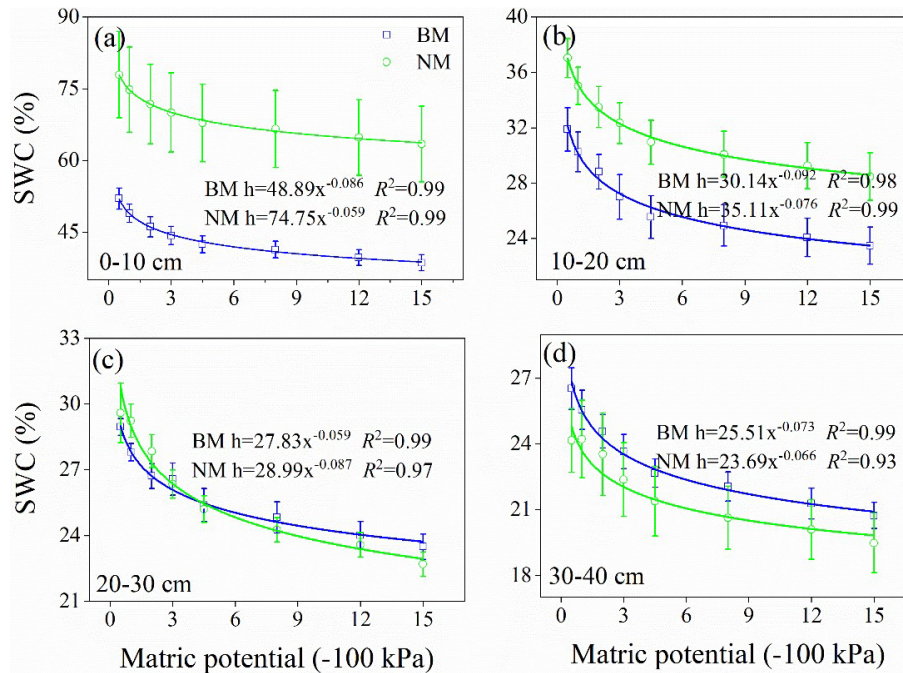 (a)
BM
NM
90
75
60
45
SWC (%)
BM h=48.89x^-0.086 R²=0.99
NM h=74.75x^-0.059 R²=0.99
0-10 cm
0 3 6 9 12 15
(b)
40
36
32
28
24
SWC (%)
BM h=30.14x^-0.092 R²=0.98
NM h=35.11x^-0.076 R²=0.99
10-20 cm
0 3 6 9 12 15
(c)
33
30
27
24
21
SWC (%)
BM h=27.83x^-0.059 R²=0.99
NM h=28.99x^-0.087 R²=0.97
20-30 cm
0 3 6 9 12 15
Matric potential (-100 kPa)
(d)
27
24
21
18
SWC (%)
BM h=25.51x^-0.073 R²=0.99
NM h=23.69x^-0.066 R²=0.93
30-40 cm
0 3 6 9 12 15
Matric potential (-100 kPa)